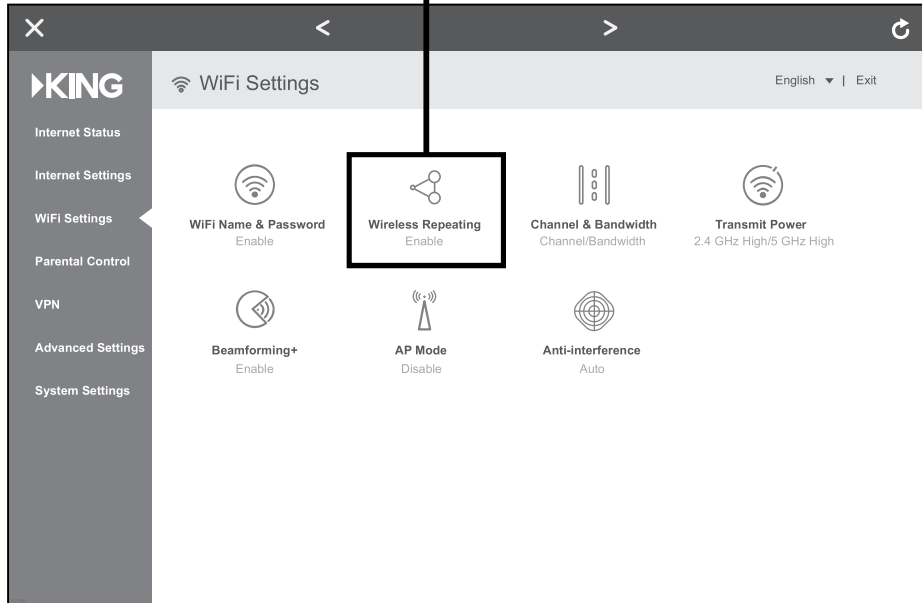 KING
WiFi Settings
English ▼ | Exit
Internet Status
Internet Settings
WiFi Settings
Parental Control
VPN
Advanced Settings
System Settings
WiFi Name & Password
Enable
Wireless Repeating
Enable
Channel & Bandwidth
Channel/Bandwidth
Transmit Power
2.4 GHz High/5 GHz High
Beamforming+
Enable
AP Mode
Disable
Anti-interference
Auto